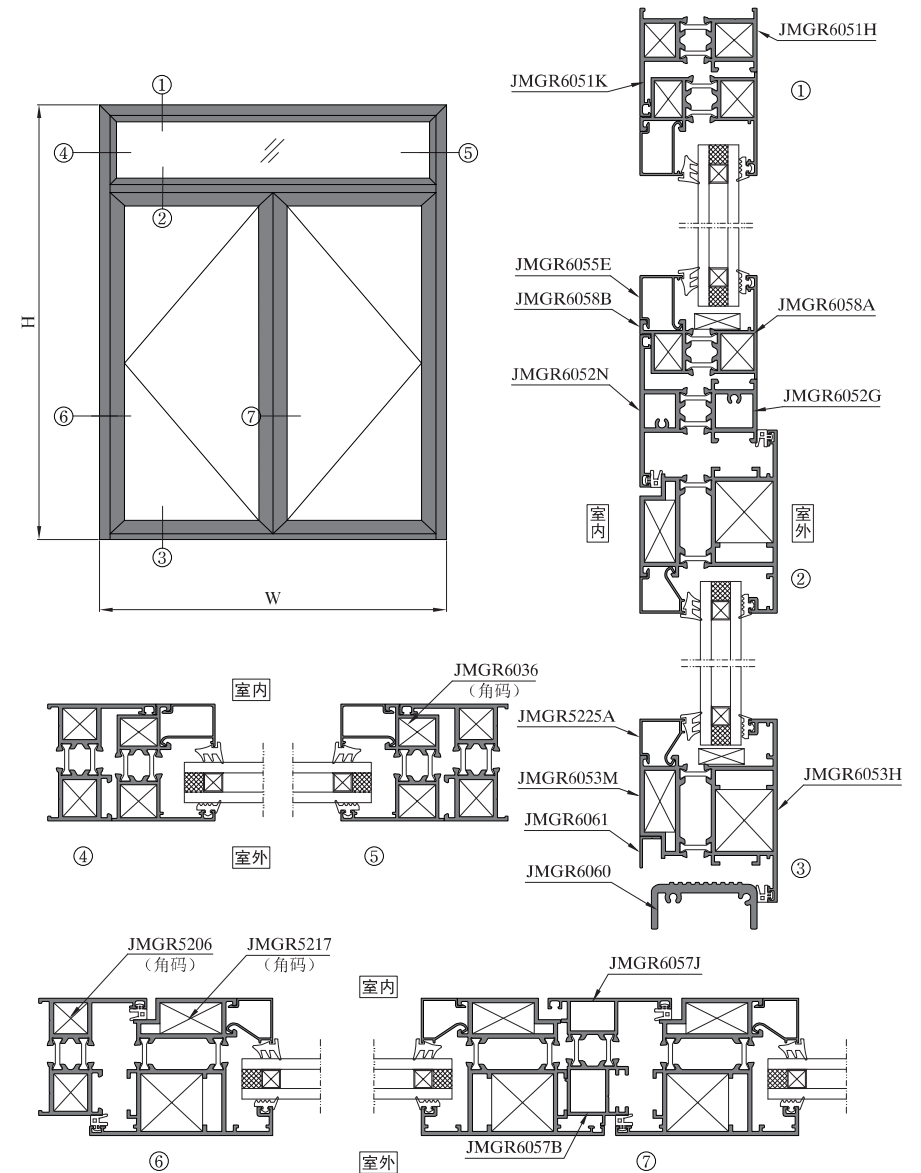 ①
④
⑤
②
H
⑥
⑦
③
W
JMGR6051H
JMGR6051K
①
JMGR6055E
JMGR6058B
JMGR6058A
JMGR6052N
JMGR6052G
室内
室外
②
JMGR5225A
JMGR6053M
JMGR6053H
JMGR6061
JMGR6060
③
室内
JMGR6036
(角码)
④
室外
⑤
JMGR5206
(角码)
JMGR5217
(角码)
室内
JMGR6057J
⑥
室外
JMGR6057B
⑦